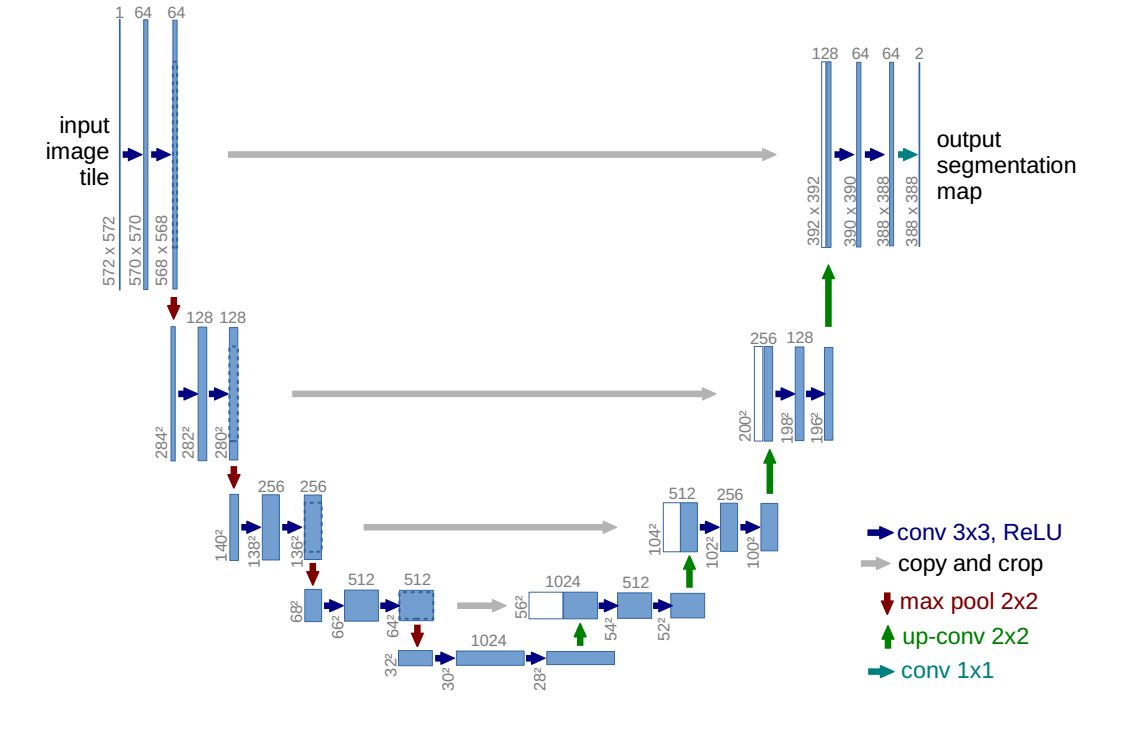 1 64 64
input
image
tile
572 x 572
570 x 570
568 x 568
128 64 64 2
output
segmentation
map
392 x 392
390 x 390
388 x 388
388 x 388
128 128
284²
282²
280²
256 128
200²
198²
196²
256 256
140²
138²
136²
512 256
104²
102²
100²
512 512
68²
66²
64²
1024 512
56²
54²
52²
1024
32²
30²
28²
conv 3x3, ReLU
copy and crop
max pool 2x2
up-conv 2x2
conv 1x1